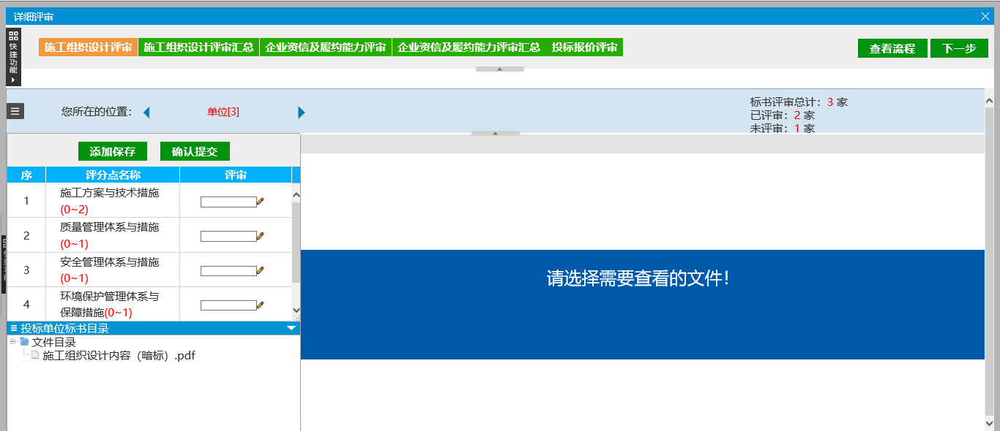 详细评审
快捷功能
施工组织设计评审 施工组织设计评审汇总 企业资信及履约能力评审 企业资信及履约能力评审汇总 投标报价评审
查看流程 下一步
您所在的位置： 单位[3]
标书评审总计：3 家
已评审：2 家
未评审：1 家
添加保存 确认提交
序 评分点名称 评审
1 施工方案与技术措施
(0~2)
2 质量管理体系与措施
(0~1)
3 安全管理体系与措施
(0~1)
4 环境保护管理体系与
保障措施(0~1)
请选择需要查看的文件!
投标单位标书目录
文件目录
施工组织设计内容（暗标）.pdf